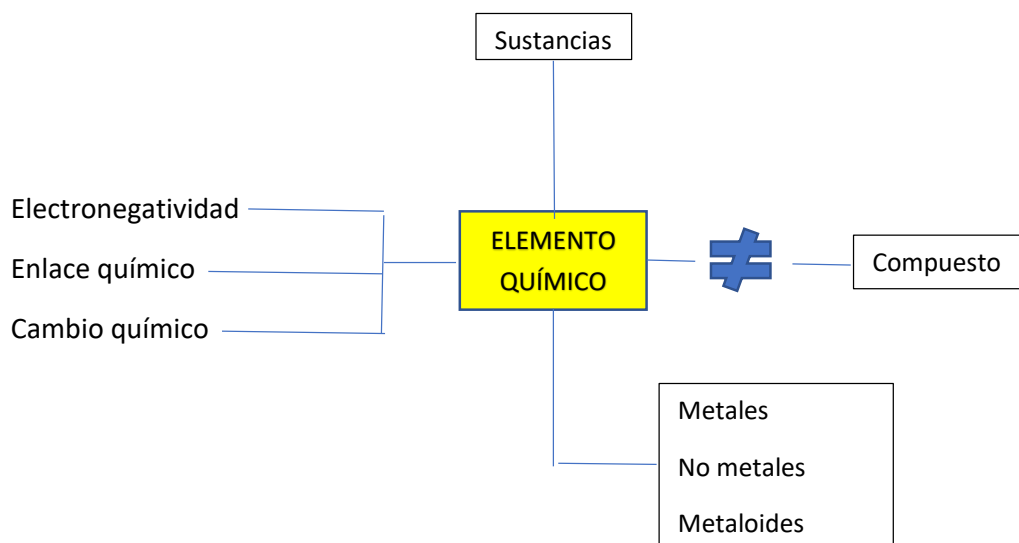 Sustancias
Electronegatividad
Enlace químico
Cambio químico
ELEMENTO
QUÍMICO
≠
Compuesto
Metales
No metales
Metaloides